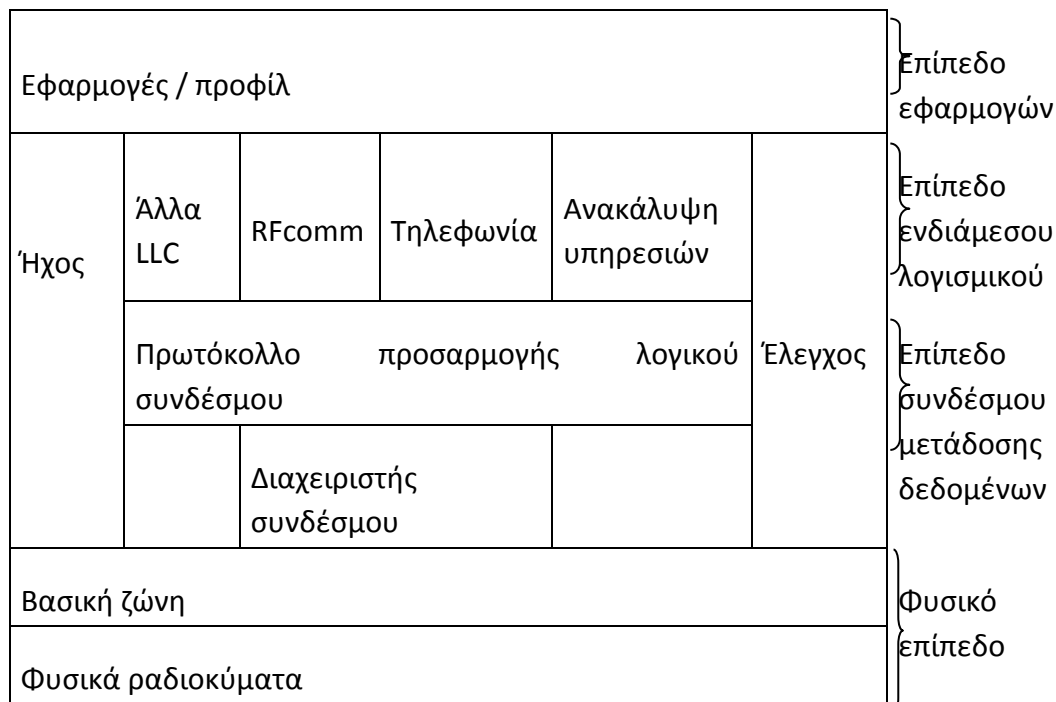 Εφαρμογές / προφίλ
Επίπεδο
εφαρμογών
Ήχος
Άλλα
LLC
RFcomm
Τηλεφωνία
Ανακάλυψη
υπηρεσιών
Έλεγχος
Επίπεδο
ενδιάμεσου
λογισμικού
Πρωτόκολλο προσαρμογής λογικού
συνδέσμου
Επίπεδο
συνδέσμου
μετάδοσης
δεδομένων
Διαχειριστής
συνδέσμου
Βασική ζώνη
Φυσικά ραδιοκύματα
Φυσικό
επίπεδο